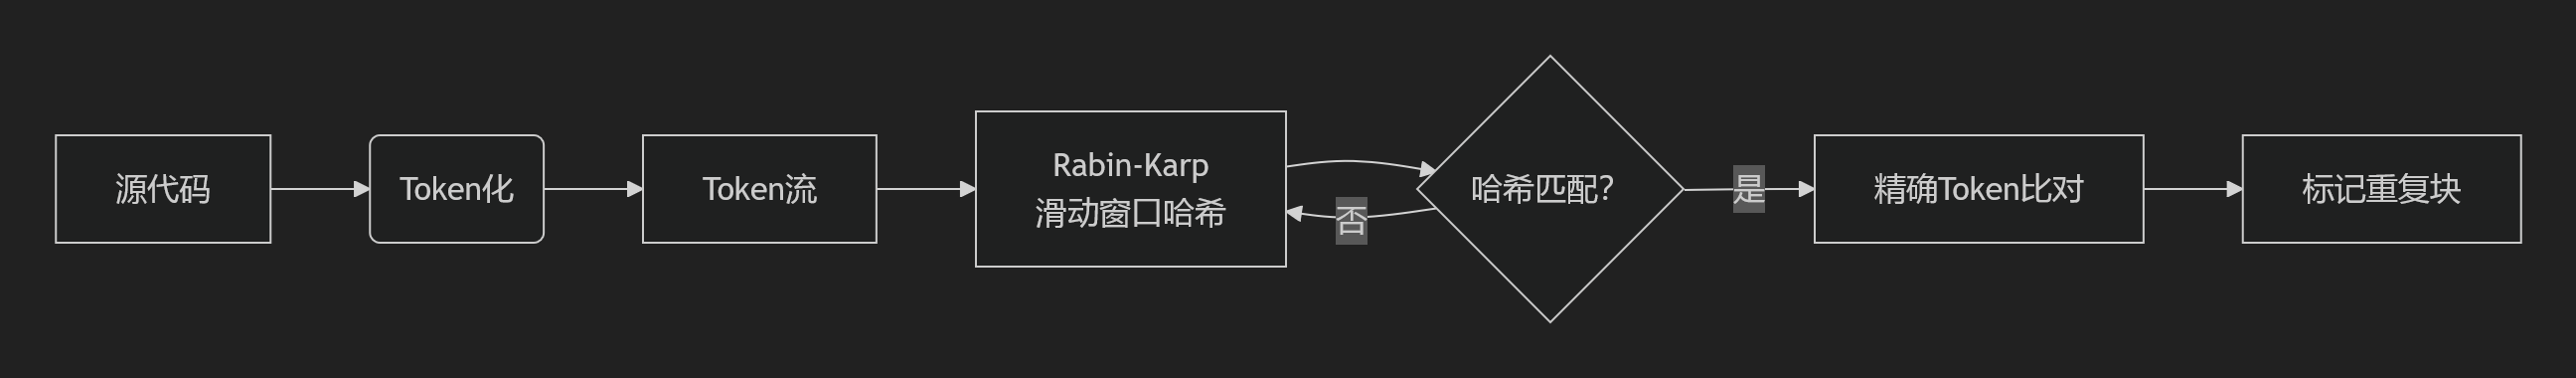 源代码
Token化
Token流
Rabin-Karp
滑动窗口哈希
否
哈希匹配?
是
精确Token比对
标记重复块